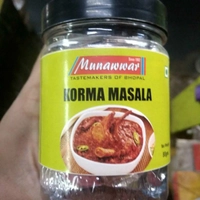 Munawwar
TASTEMAKERS OF BHOPAL
KORMA MASALA